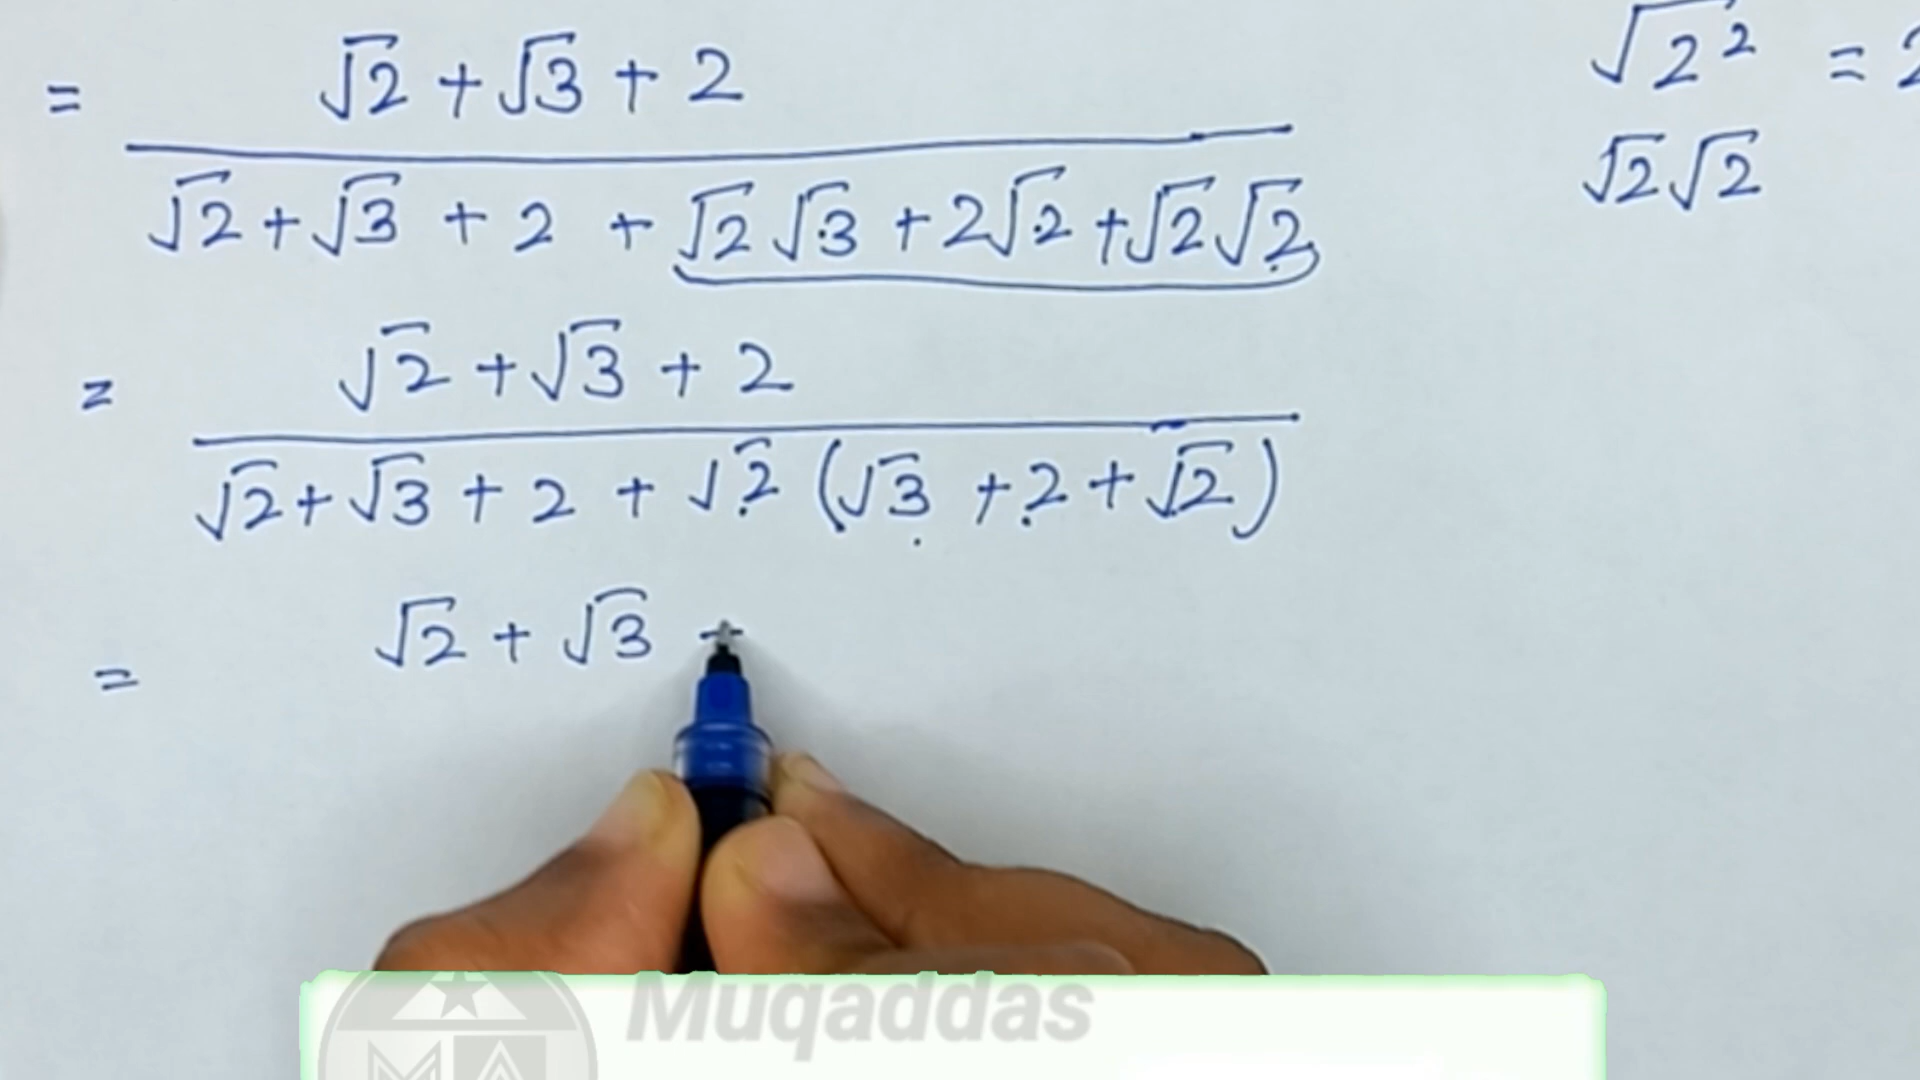 = √2 + √3 + 2
√2 + √3 + 2 + √2 √3 + 2√2 + √2 √2
= √2 + √3 + 2
√2 + √3 + 2 + √2 (√3 + 2 + √2)
= √2 + √3 +
√2² = 2
√2 √2
Muqaddas
MA